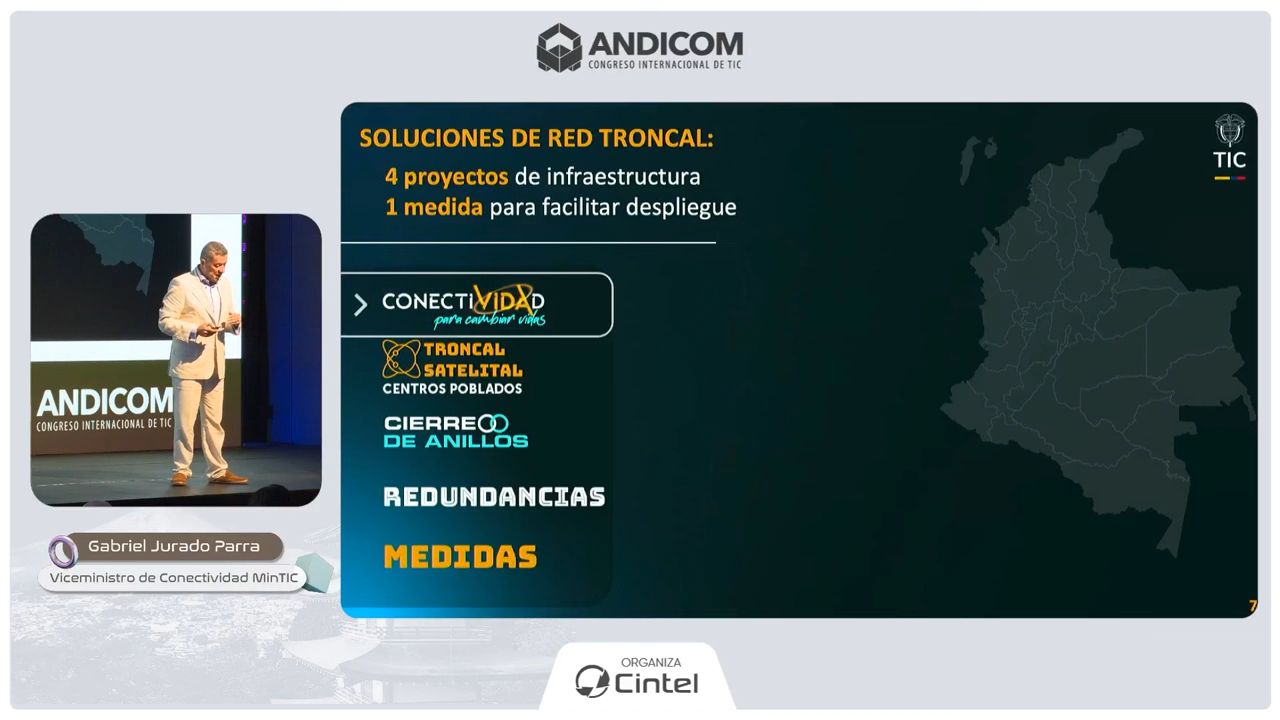 ANDICOM
CONGRESO INTERNACIONAL DE TIC
SOLUCIONES DE RED TRONCAL:
4 proyectos de infraestructura
1 medida para facilitar despliegue
TIC
CONECTIVIDAD
para cambiar vidas
TRONCAL
SATELITAL
CENTROS POBLADOS
CIERRE
DE ANILLOS
REDUNDANCIAS
MEDIDAS
7
ANDICOM
CONGRESO INTERNACIONAL DE TIC
Gabriel Jurado Parra
Viceministro de Conectividad MinTIC
ORGANIZA
Cintel